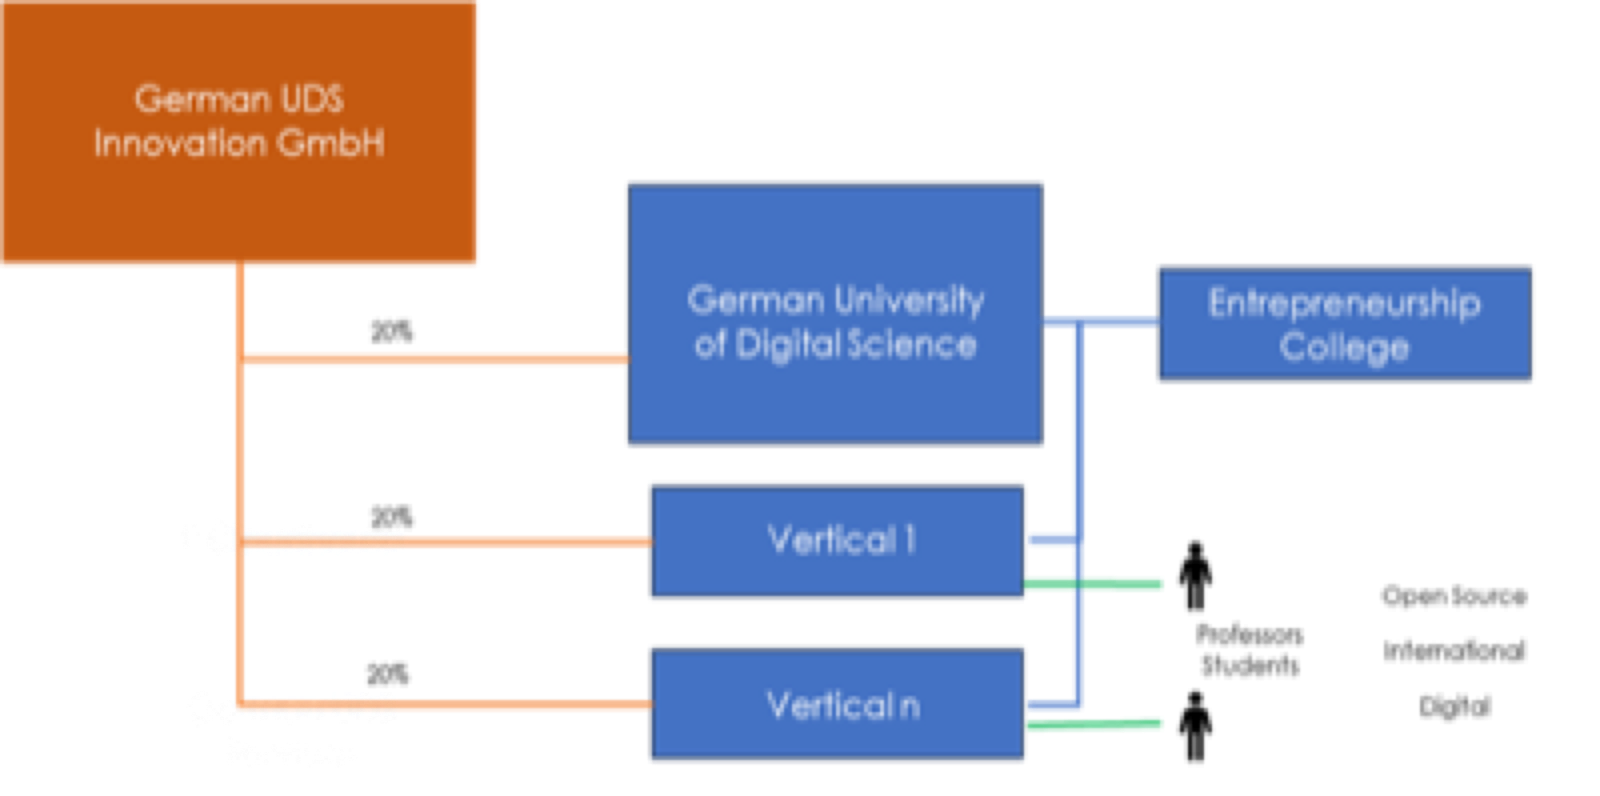 German UDS
Innovation GmbH
20%
German University
of Digital Science
Entrepreneurship
College
20%
Vertical 1
Open Source
Professors
Students
International
20%
Vertical n
Digital